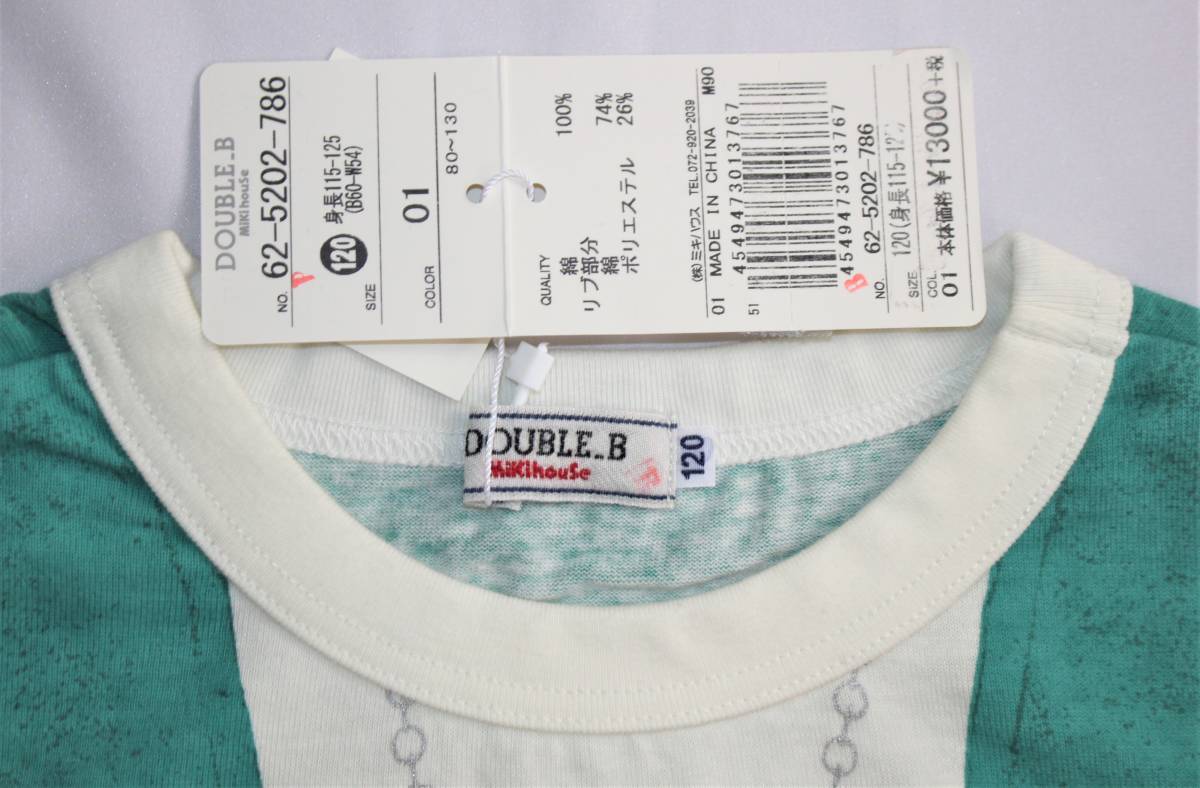 DOUBLE_B
MiKiHOUSE
NO. 62-5202-786
P
SIZE 120 身長115-125
(B60-W54)
COLOR 01
80~130
QUALITY
綿 100%
リブ部分
綿 74%
ポリエステル 26%
(株)ミキハウス TEL.072-920-2039
01 MADE IN CHINA M90
4549473013767
51
4549473013767
B
NO. 62-5202-786
SIZE 120(身長115-12
COL. 01 本体価格 ¥13000+税
DOUBLE_B
MiKiHOUSE
120